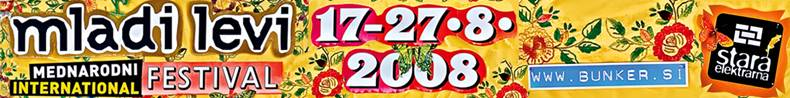 mladi levi
MEDNARODNI
INTERNATIONAL
FESTIVAL
17-27•8•
2008
WWW.BUNKER.SI
stara
elektrarna